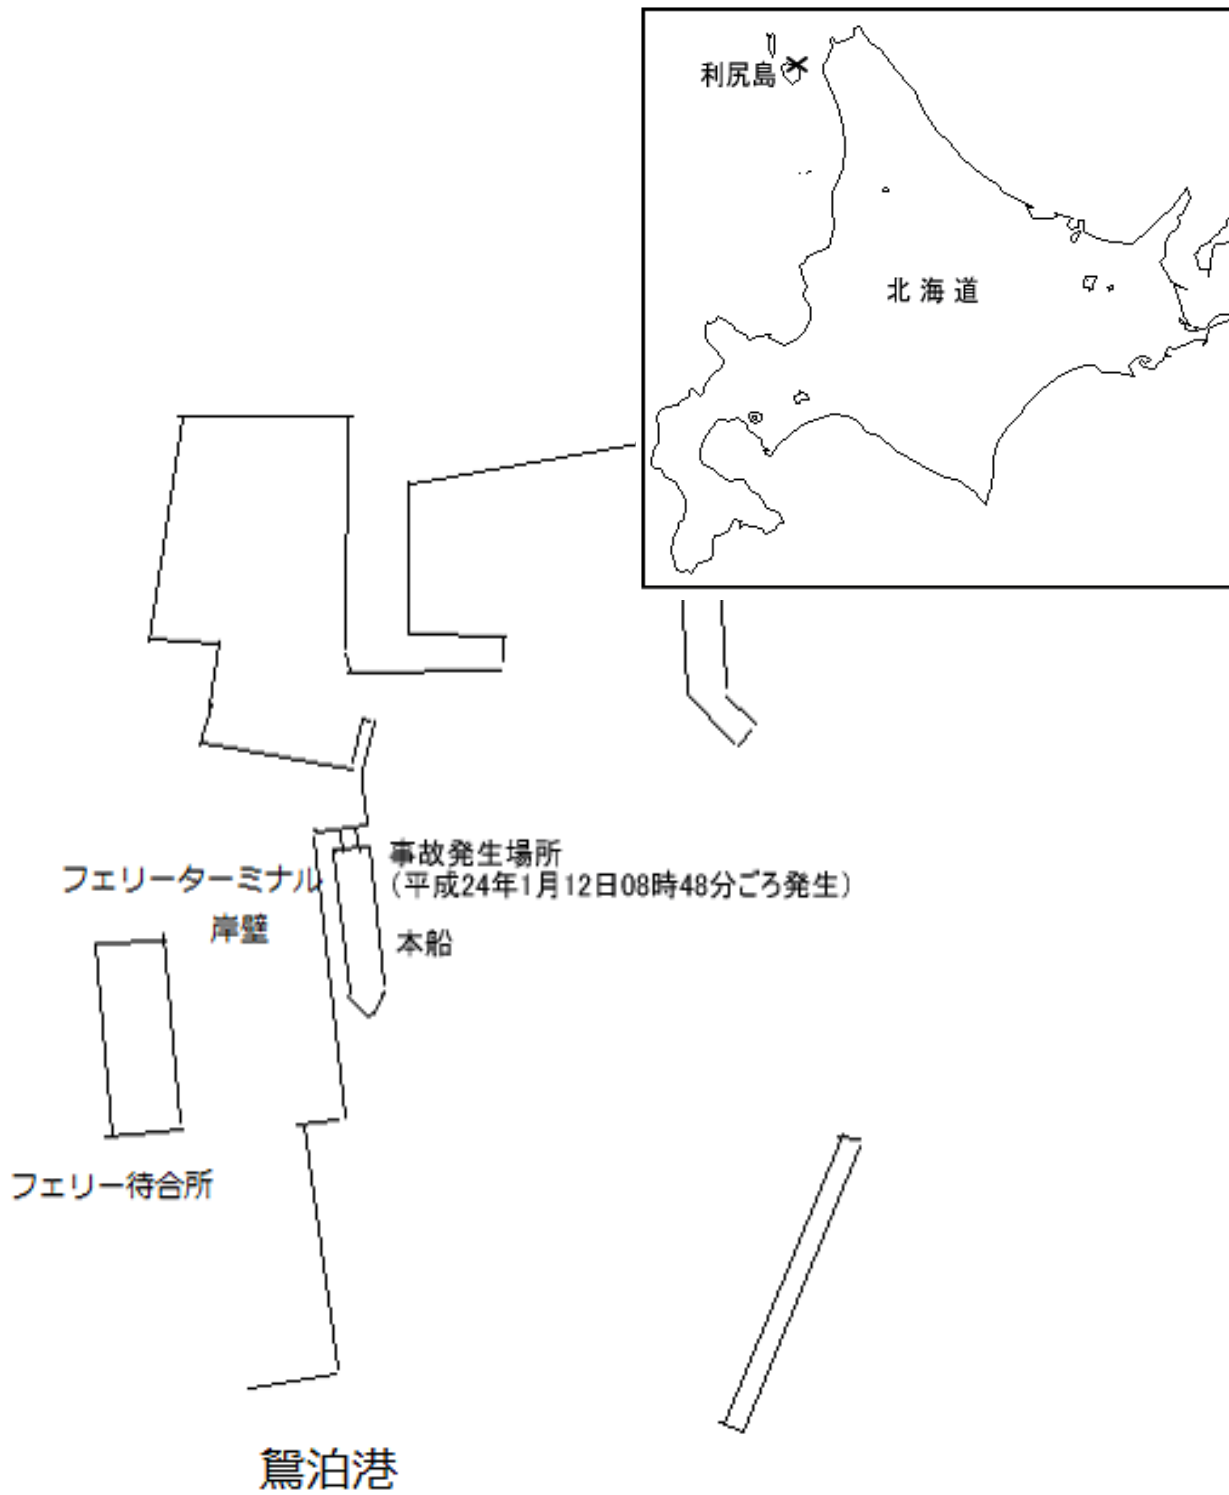 利尻島
北海道
事故発生場所
(平成24年1月12日08時48分ごろ発生)
フェリーターミナル
岸壁
本船
フェリー待合所
鴛泊港